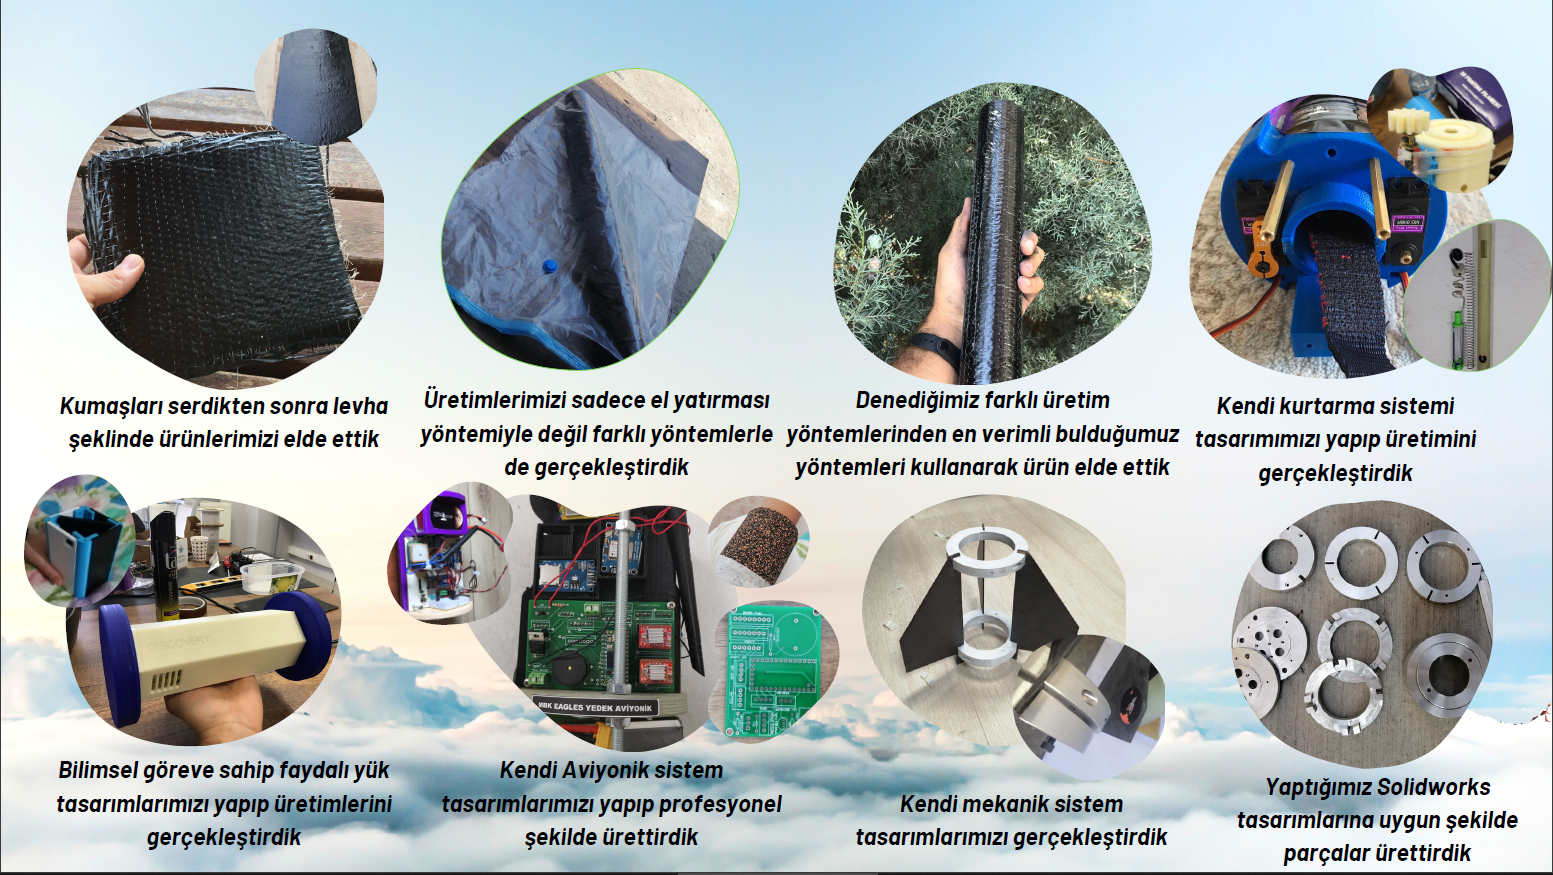 Kumaşları serdikten sonra levha
şeklinde ürünlerimizi elde ettik
Üretimlerimizi sadece el yatırması
yöntemiyle değil farklı yöntemlerle
de gerçekleştirdik
Denediğimiz farklı üretim
yöntemlerinden en verimli bulduğumuz
yöntemleri kullanarak ürün elde ettik
Kendi kurtarma sistemi
tasarımımızı yapıp üretimini
gerçekleştirdik
DISCOVERY
Bilimsel göreve sahip faydalı yük
tasarımlarımızı yapıp üretimlerini
gerçekleştirdik
MBK EAGLES YEDEK AVİYONİK
Kendi Aviyonik sistem
tasarımlarımızı yapıp profesyonel
şekilde ürettirdik
Kendi mekanik sistem
tasarımlarımızı gerçekleştirdik
Yaptığımız Solidworks
tasarımlarına uygun şekilde
parçalar ürettirdik